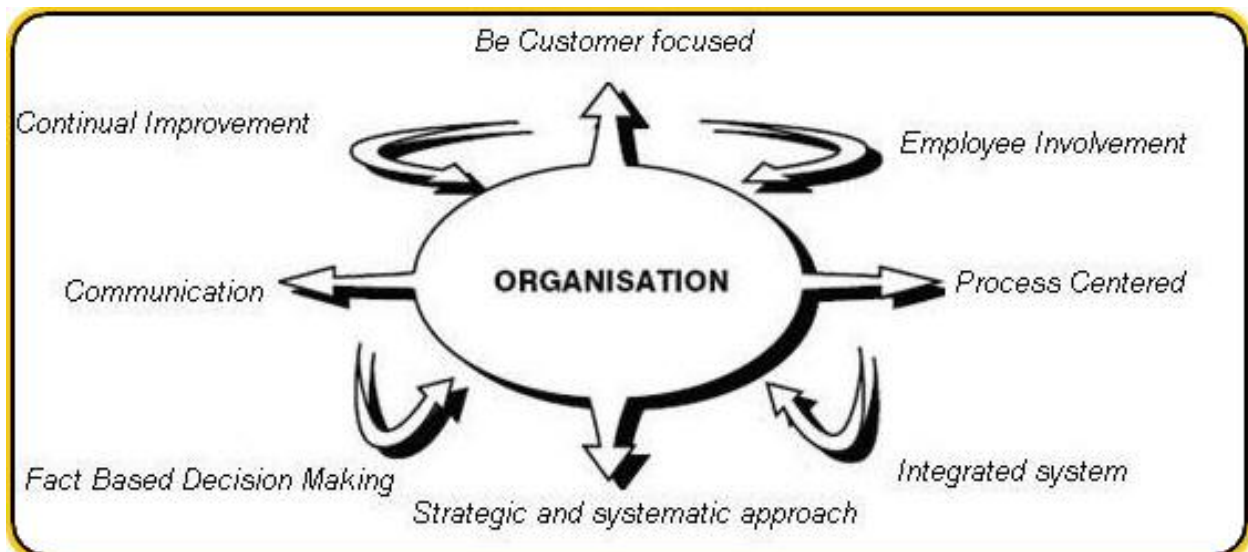 Be Customer focused
Continual Improvement
Employee Involvement
ORGANISATION
Communication
Process Centered
Fact Based Decision Making
Integrated system
Strategic and systematic approach